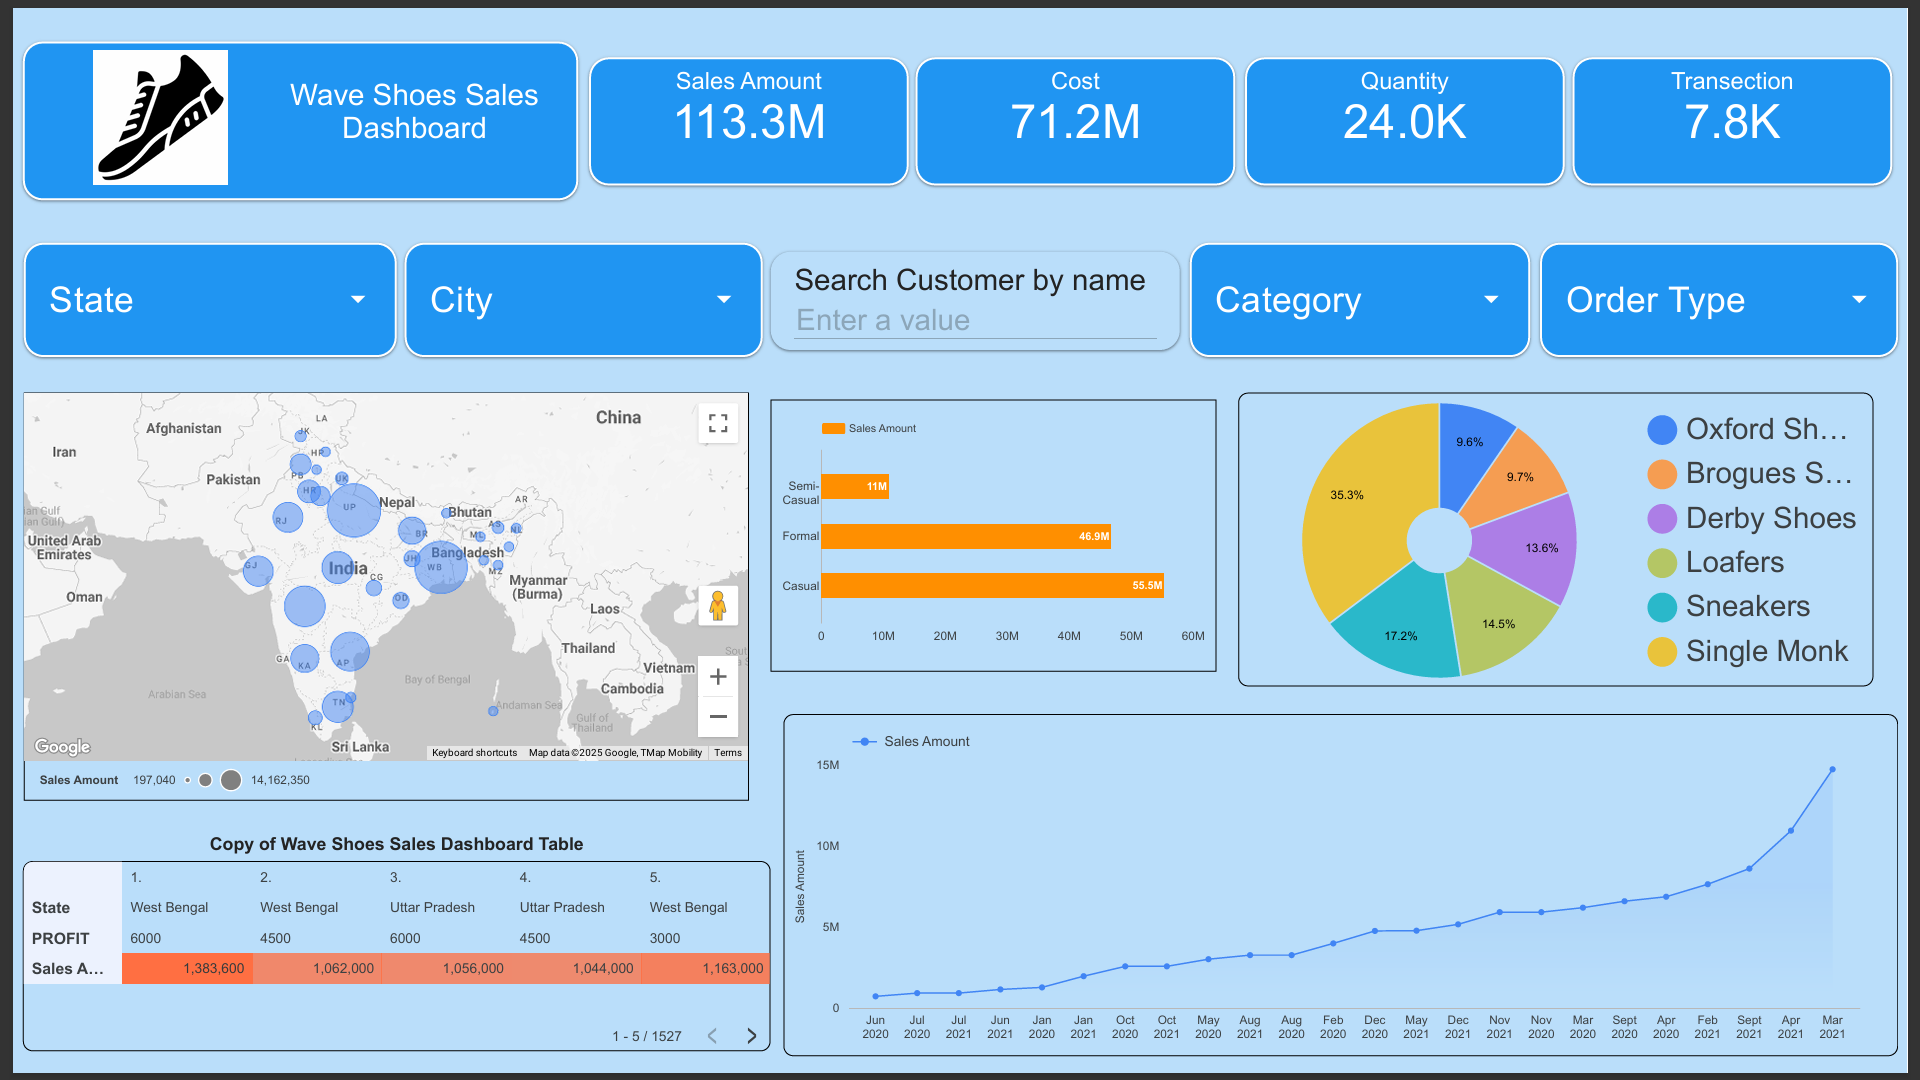 Wave Shoes Sales
Dashboard
Sales Amount
113.3M
Cost
71.2M
Quantity
24.0K
Transection
7.8K
State
City
Search Customer by name
Enter a value
Category
Order Type
China
Afghanistan
Iran
Pakistan
Nepal
Bhutan
Bangladesh
India
United Arab
Emirates
Oman
Myanmar
(Burma)
Laos
Thailand
Vietnam
Cambodia
Sri Lanka
Arabian Sea
Bay of Bengal
Andaman Sea
Gulf of
Thailand
LA
JK
HP
PB
UK
HR
RJ
UP
AR
AS
NL
ML
MZ
BR
JH
WB
GJ
CG
OD
GA
KA
AP
TN
KL
Google
Keyboard shortcuts
Map data ©2025 Google, TMap Mobility
Terms
Sales Amount 197,040 14,162,350
Sales Amount
Semi-
Casual
11M
Formal
46.9M
Casual
55.5M
0 10M 20M 30M 40M 50M 60M
9.6%
9.7%
13.6%
14.5%
17.2%
35.3%
Oxford Sh...
Brogues S...
Derby Shoes
Loafers
Sneakers
Single Monk
Copy of Wave Shoes Sales Dashboard Table
1. 2. 3. 4. 5.
State West Bengal West Bengal Uttar Pradesh Uttar Pradesh West Bengal
PROFIT 6000 4500 6000 4500 3000
Sales A... 1,383,600 1,062,000 1,056,000 1,044,000 1,163,000
1 - 5 / 1527
Sales Amount
Sales Amount
15M
10M
5M
0
Jun Jul Jul Jun Jan Jan Oct Oct May Aug Aug Feb Dec May Dec Nov Nov Mar Sept Apr Feb Sept Apr Mar
2020 2020 2021 2021 2020 2021 2020 2021 2020 2021 2020 2020 2020 2021 2021 2021 2020 2020 2020 2020 2021 2021 2021 2021